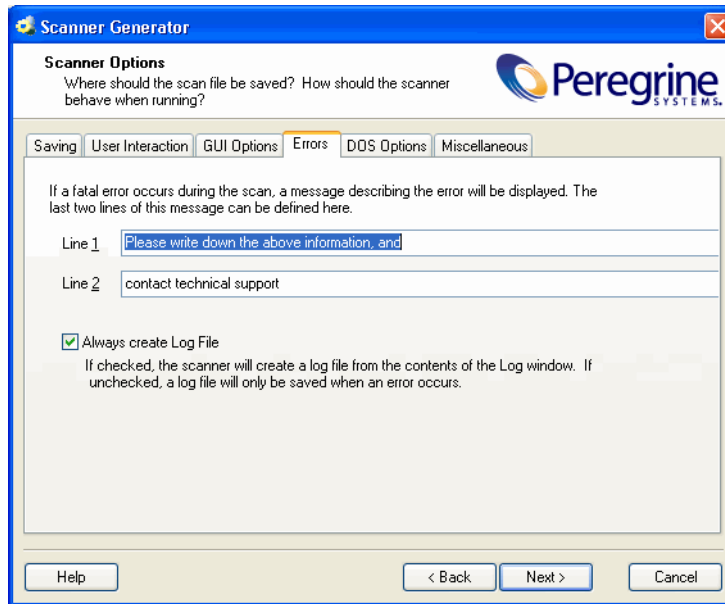 Scanner Generator
Scanner Options
Where should the scan file be saved? How should the scanner
behave when running?
Peregrine
SYSTEMS.
Saving User Interaction GUI Options Errors DOS Options Miscellaneous
If a fatal error occurs during the scan, a message describing the error will be displayed. The
last two lines of this message can be defined here.
Line 1 Please write down the above information, and
Line 2 contact technical support
Always create Log File
If checked, the scanner will create a log file from the contents of the Log window. If
unchecked, a log file will only be saved when an error occurs.
Help < Back Next > Cancel